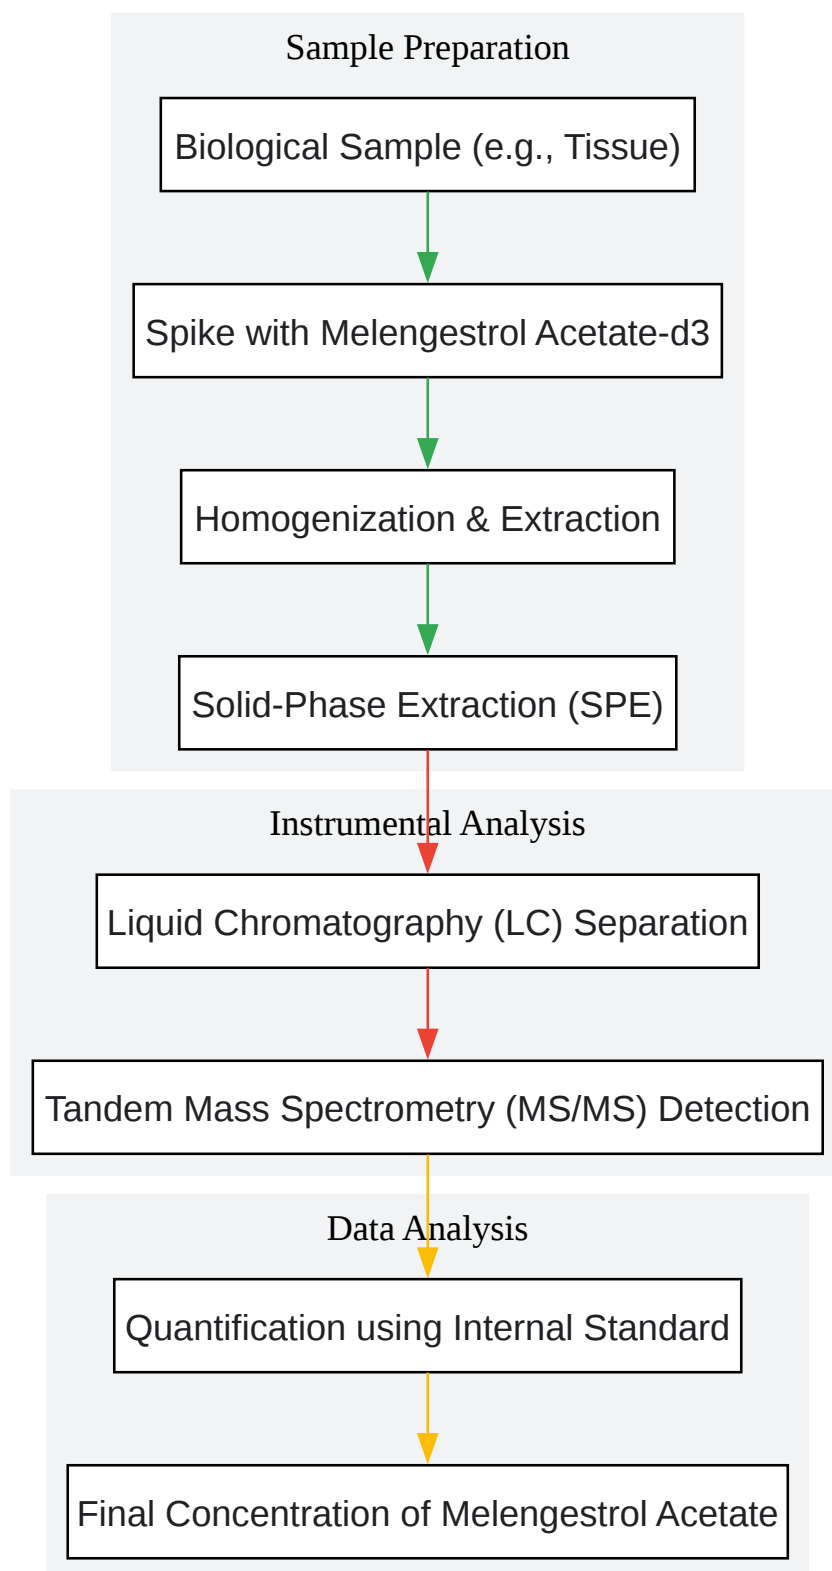 Sample Preparation
Biological Sample (e.g., Tissue)
Spike with Melengestrol Acetate-d3
Homogenization & Extraction
Solid-Phase Extraction (SPE)
Instrumental Analysis
Liquid Chromatography (LC) Separation
Tandem Mass Spectrometry (MS/MS) Detection
Data Analysis
Quantification using Internal Standard
Final Concentration of Melengestrol Acetate